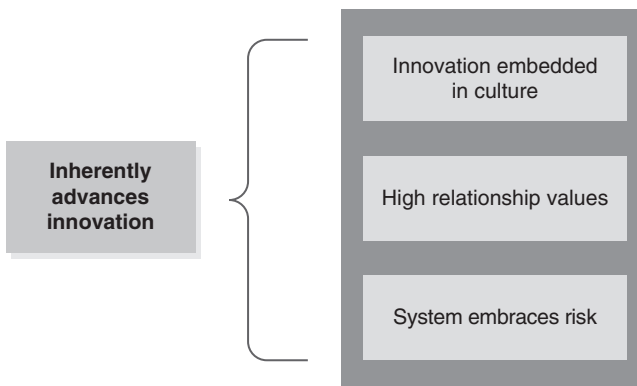 Inherently
advances
innovation
Innovation embedded
in culture
High relationship values
System embraces risk